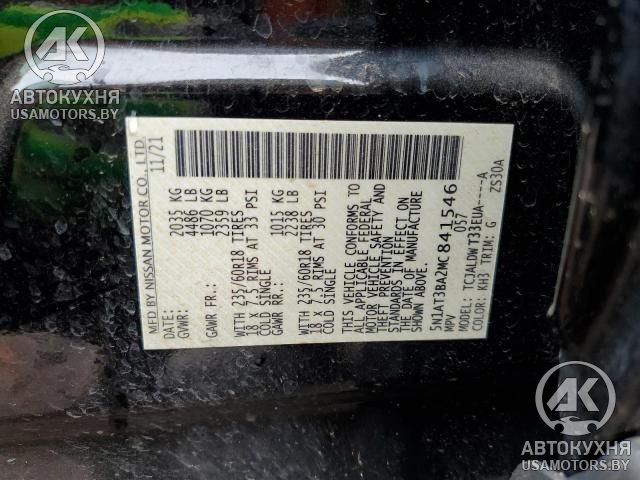 AK
АВТОКУХНЯ
USAMOTORS.BY
MFD BY NISSAN MOTOR CO., LTD
11/21
GVWR: 2035 KG
4486 LB
GAWR FR.: 1070 KG
2359 LB
WITH 235/60R18 TIRES
18 X 7.5 RIMS AT 33 PSI
COLD SINGLE
GAWR RR.: 1015 KG
2238 LB
WITH 235/60R18 TIRES
18 X 7.5 RIMS AT 30 PSI
COLD SINGLE
THIS VEHICLE CONFORMS TO
ALL APPLICABLE FEDERAL
MOTOR VEHICLE SAFETY AND
THEFT PREVENTION
STANDARDS IN EFFECT ON
THE DATE OF MANUFACTURE
SHOWN ABOVE.
5N1AT3BA2MC841546
MPV 057
MODEL: TCJALDWT33EUA----A
COLOR: KH3 TRIM: G ZS30A
AK
АВТОКУХНЯ
USAMOTORS.BY